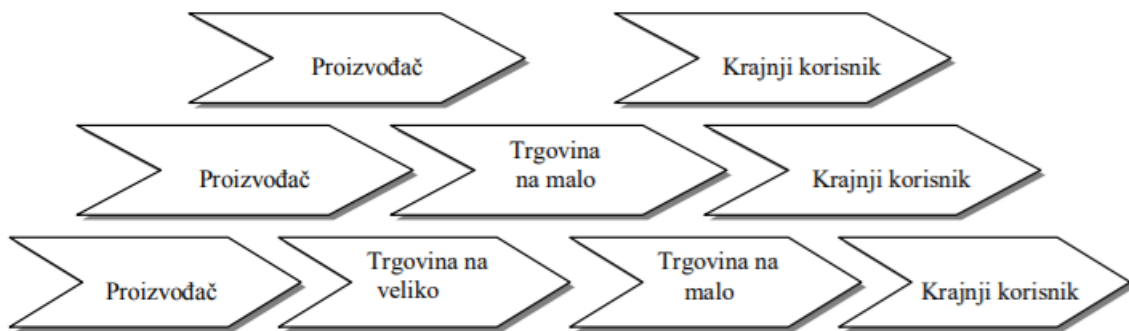 Proizvođač
Krajnji korisnik
Proizvođač
Trgovina
na malo
Krajnji korisnik
Proizvođač
Trgovina na
veliko
Trgovina na
malo
Krajnji korisnik